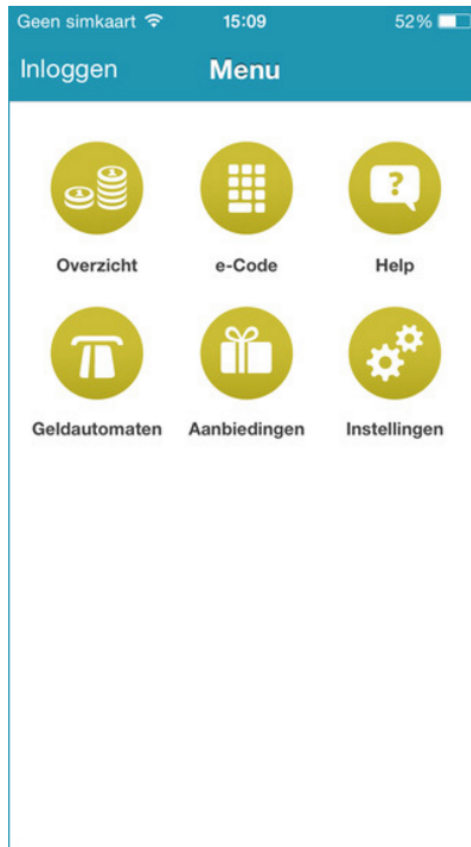 Geen simkaart 15:09 52%
Inloggen Menu
Overzicht e-Code Help
Geldautomaten Aanbiedingen Instellingen